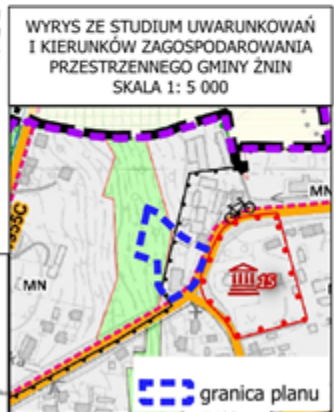 WYRYS ZE STUDIUM UWARUNKOWAŃ
I KIERUNKÓW ZAGOSPODAROWANIA
PRZESTRZENNEGO GMINY ŻNIN
SKALA 1: 5 000
MN
MN
15
granica planu